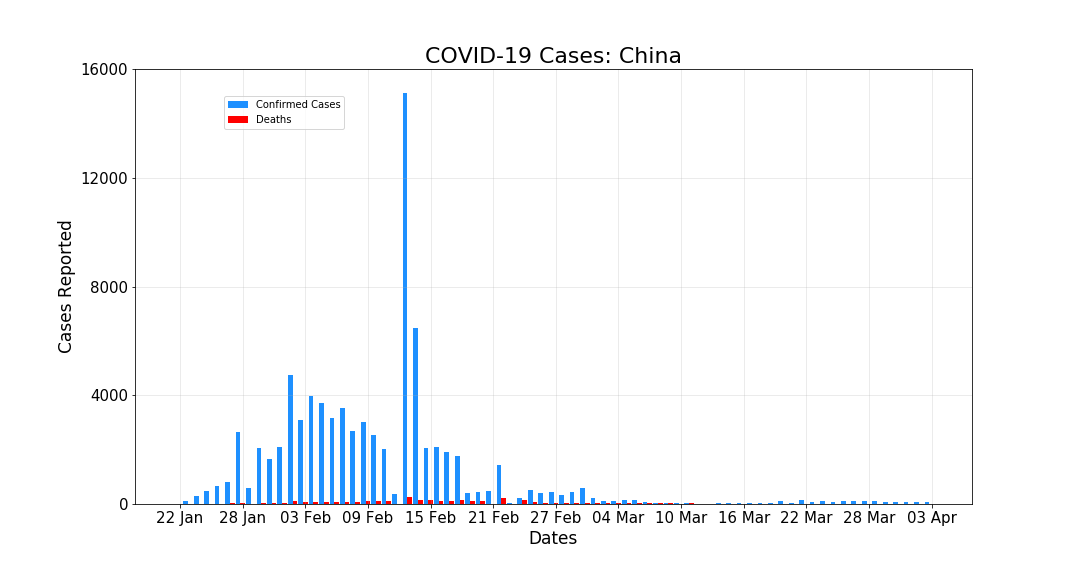 COVID-19 Cases: China
16000
12000
8000
4000
0
Cases Reported
Confirmed Cases
Deaths
22 Jan 28 Jan 03 Feb 09 Feb 15 Feb 21 Feb 27 Feb 04 Mar 10 Mar 16 Mar 22 Mar 28 Mar 03 Apr
Dates